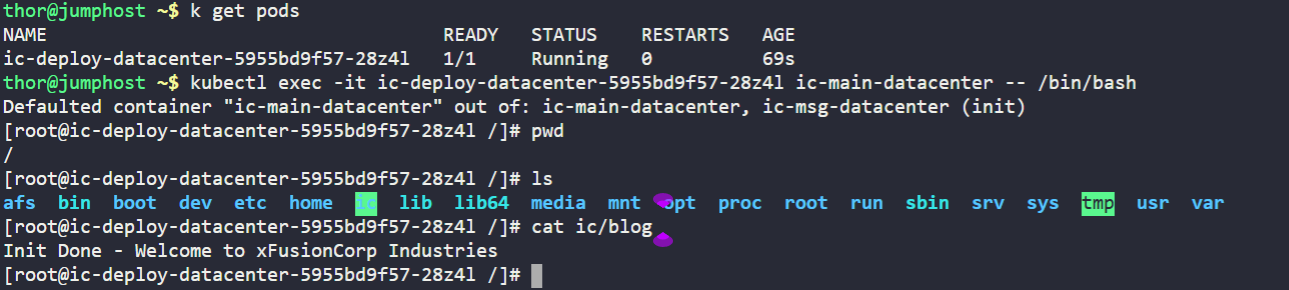 thor@jumphost ~$ k get pods
NAME                                    READY   STATUS    RESTARTS   AGE
ic-deploy-datacenter-5955bd9f57-28z4l   1/1     Running   0          69s
thor@jumphost ~$ kubectl exec -it ic-deploy-datacenter-5955bd9f57-28z4l ic-main-datacenter -- /bin/bash
Defaulted container "ic-main-datacenter" out of: ic-main-datacenter, ic-msg-datacenter (init)
[root@ic-deploy-datacenter-5955bd9f57-28z4l /]# pwd
/
[root@ic-deploy-datacenter-5955bd9f57-28z4l /]# ls
afs  bin  boot  dev  etc  home  ic  lib  lib64  media  mnt  opt  proc  root  run  sbin  srv  sys  tmp  usr  var
[root@ic-deploy-datacenter-5955bd9f57-28z4l /]# cat ic/blog
Init Done - Welcome to xFusionCorp Industries
[root@ic-deploy-datacenter-5955bd9f57-28z4l /]#